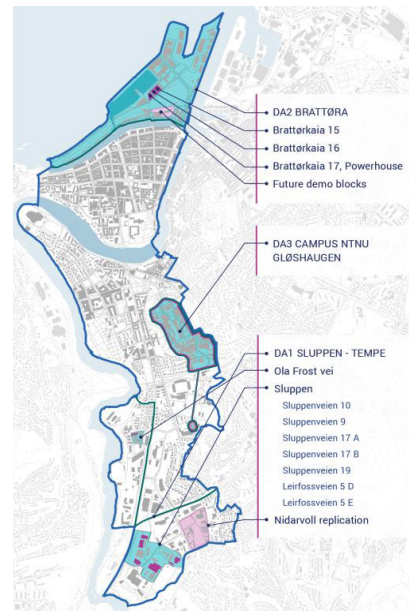 DA2 BRATTØRA
Brattørkaia 15
Brattørkaia 16
Brattørkaia 17, Powerhouse
Future demo blocks
DA3 CAMPUS NTNU
GLØSHAUGEN
DA1 SLUPPEN - TEMPE
Ola Frost vei
Sluppen
Sluppenveien 10
Sluppenveien 9
Sluppenveien 17 A
Sluppenveien 17 B
Sluppenveien 19
Leirfossveien 5 D
Leirfossveien 5 E
Nidarvoll replication